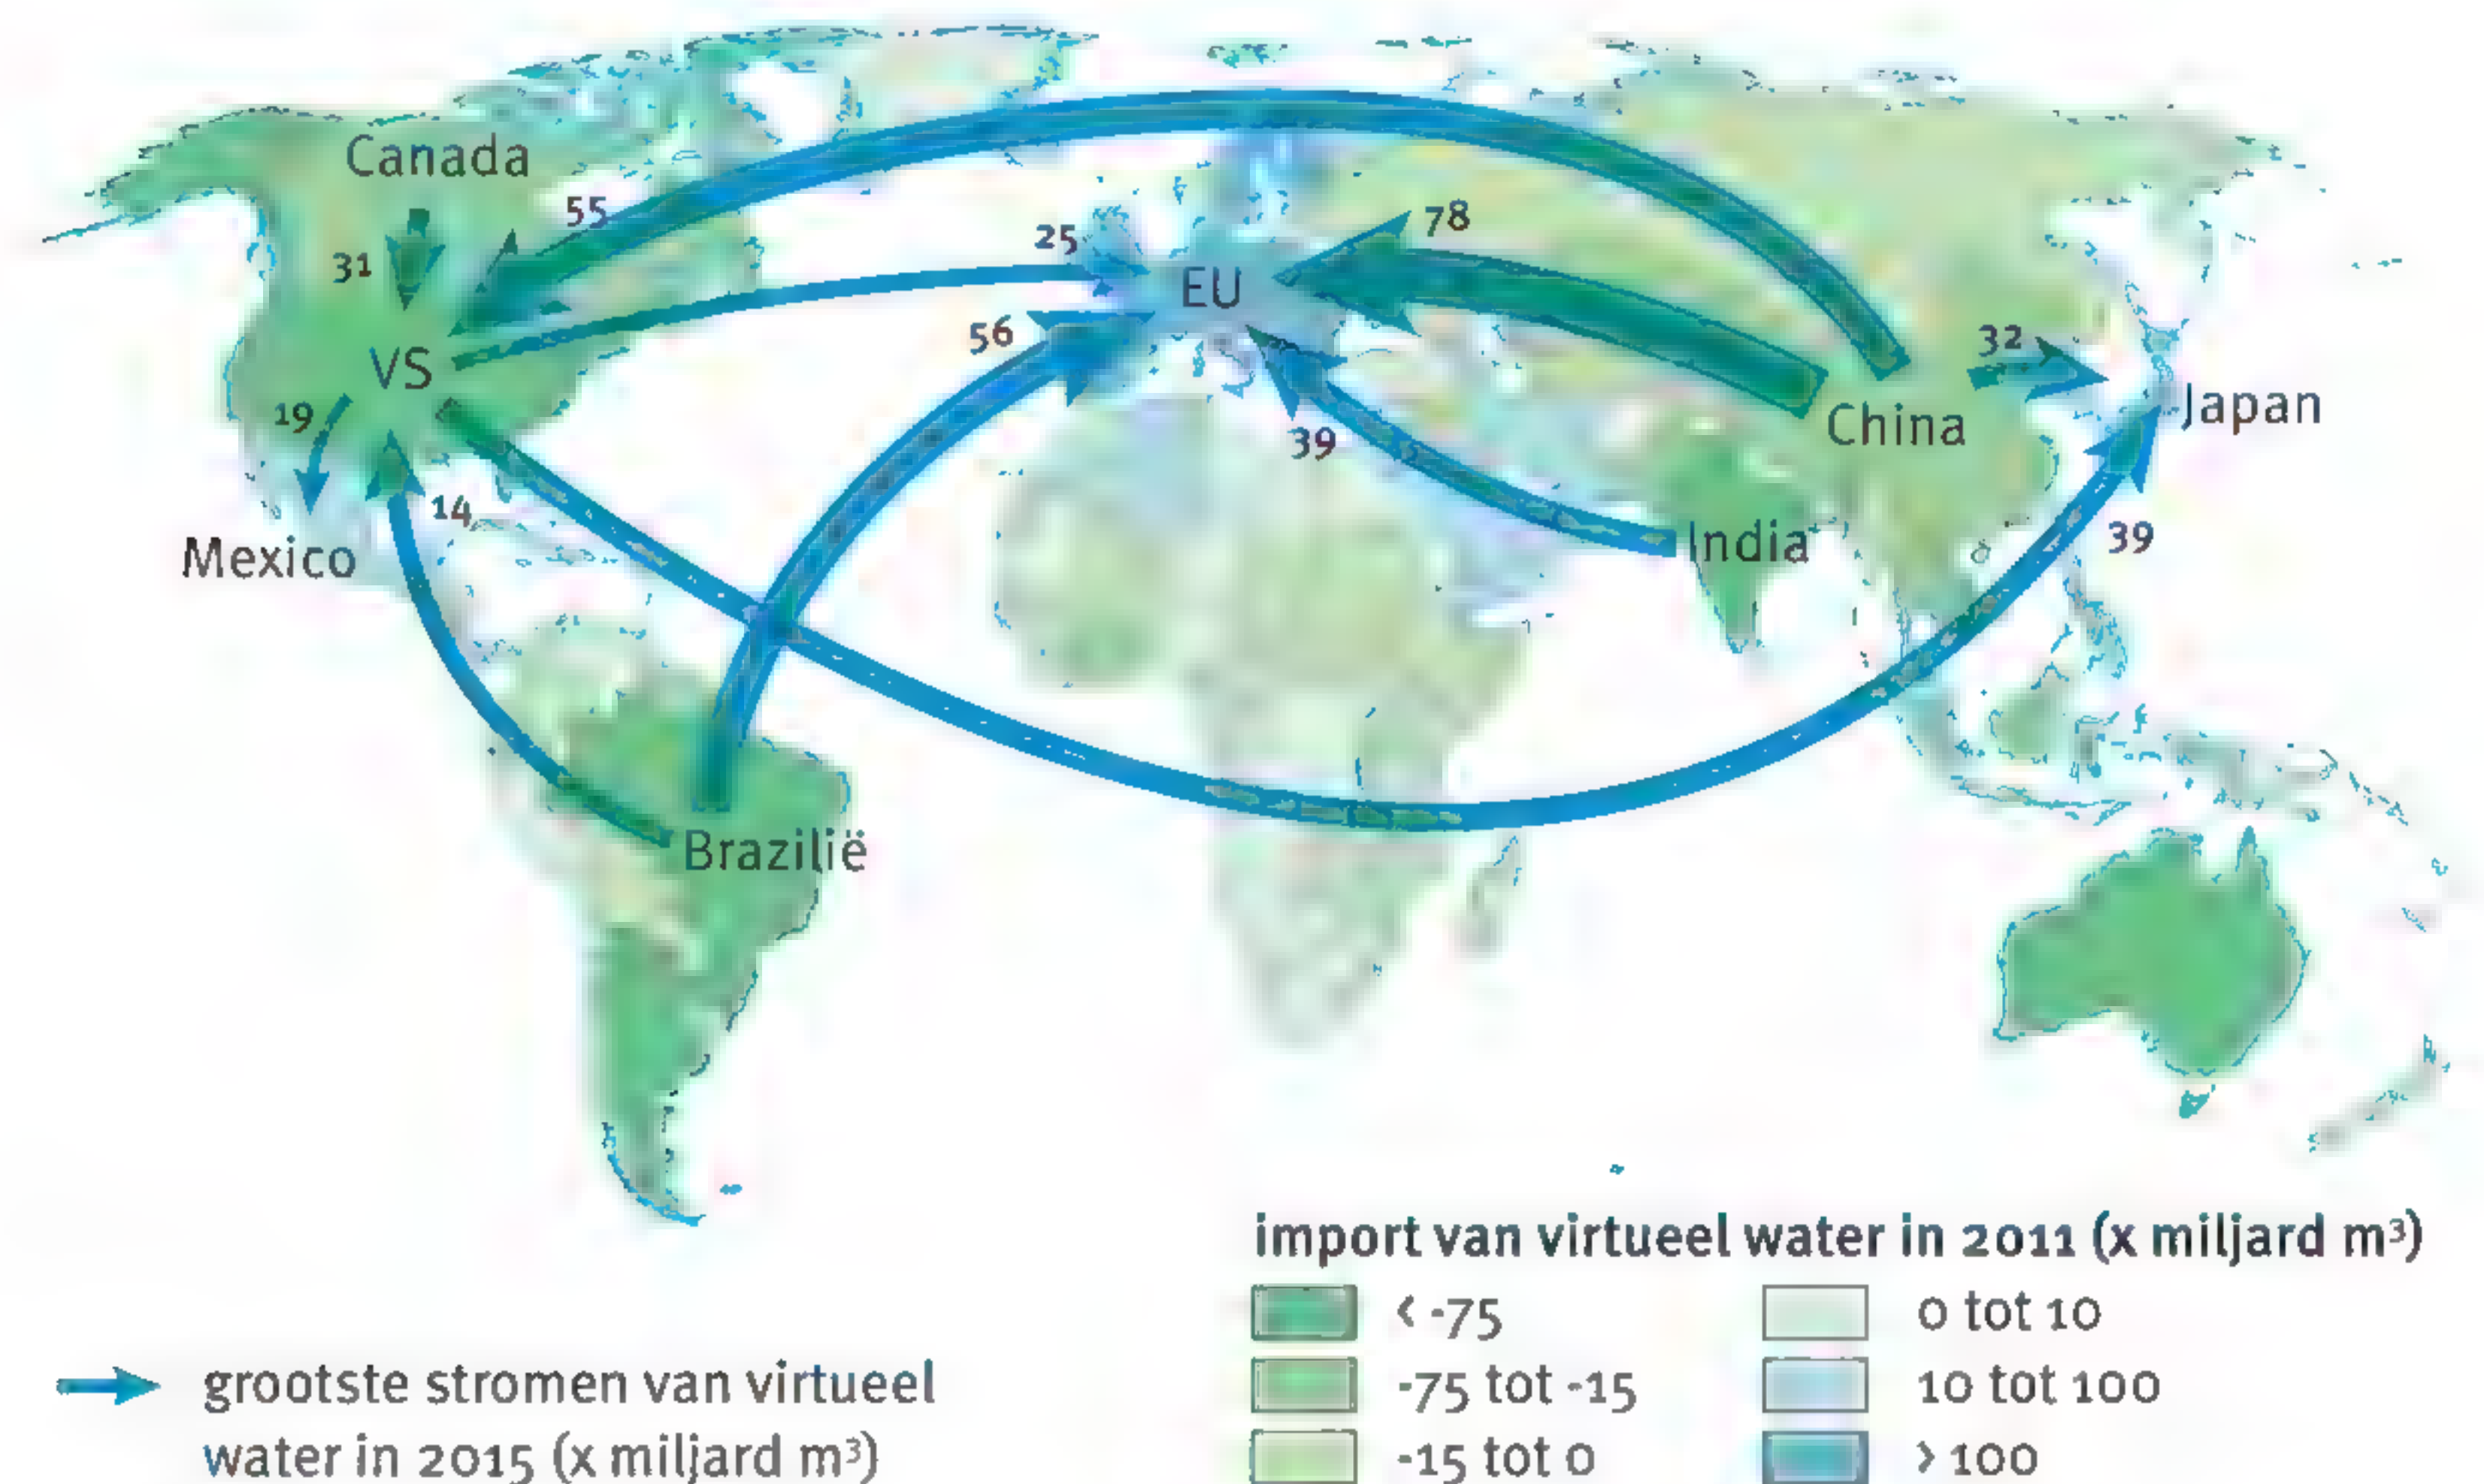 Canada
55
31
25
78
EU
56
VS
32
19
Japan
China
39
14
39
Mexico
India
Brazilië
import van virtueel water in 2011 (x miljard m³)
< -75
0 tot 10
-75 tot -15
10 tot 100
-15 tot 0
> 100
grootste stromen van virtueel
water in 2015 (x miljard m³)